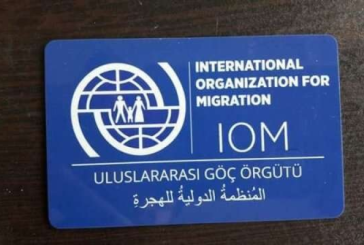 INTERNATIONAL
ORGANIZATION FOR
MIGRATION
IOM
ULUSLARARASI GÖÇ ÖRGÜTÜ
المُنظمةُ الدوليةُ للهجرةِ